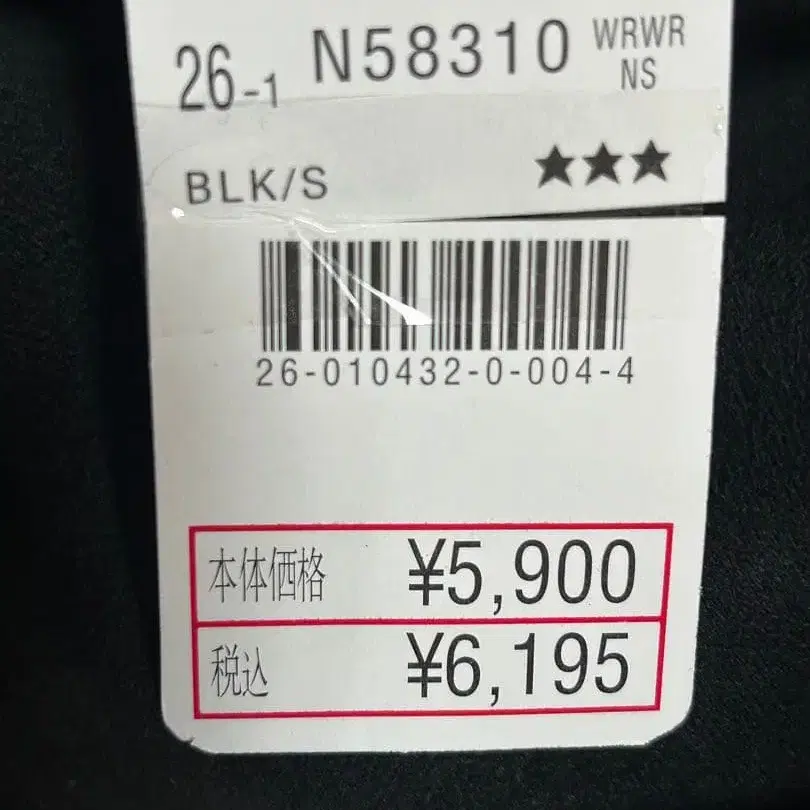 26-1 N58310 WRWR
NS
BLK/S ★★★
26-010432-0-004-4
本体価格 ¥5,900
税込 ¥6,195